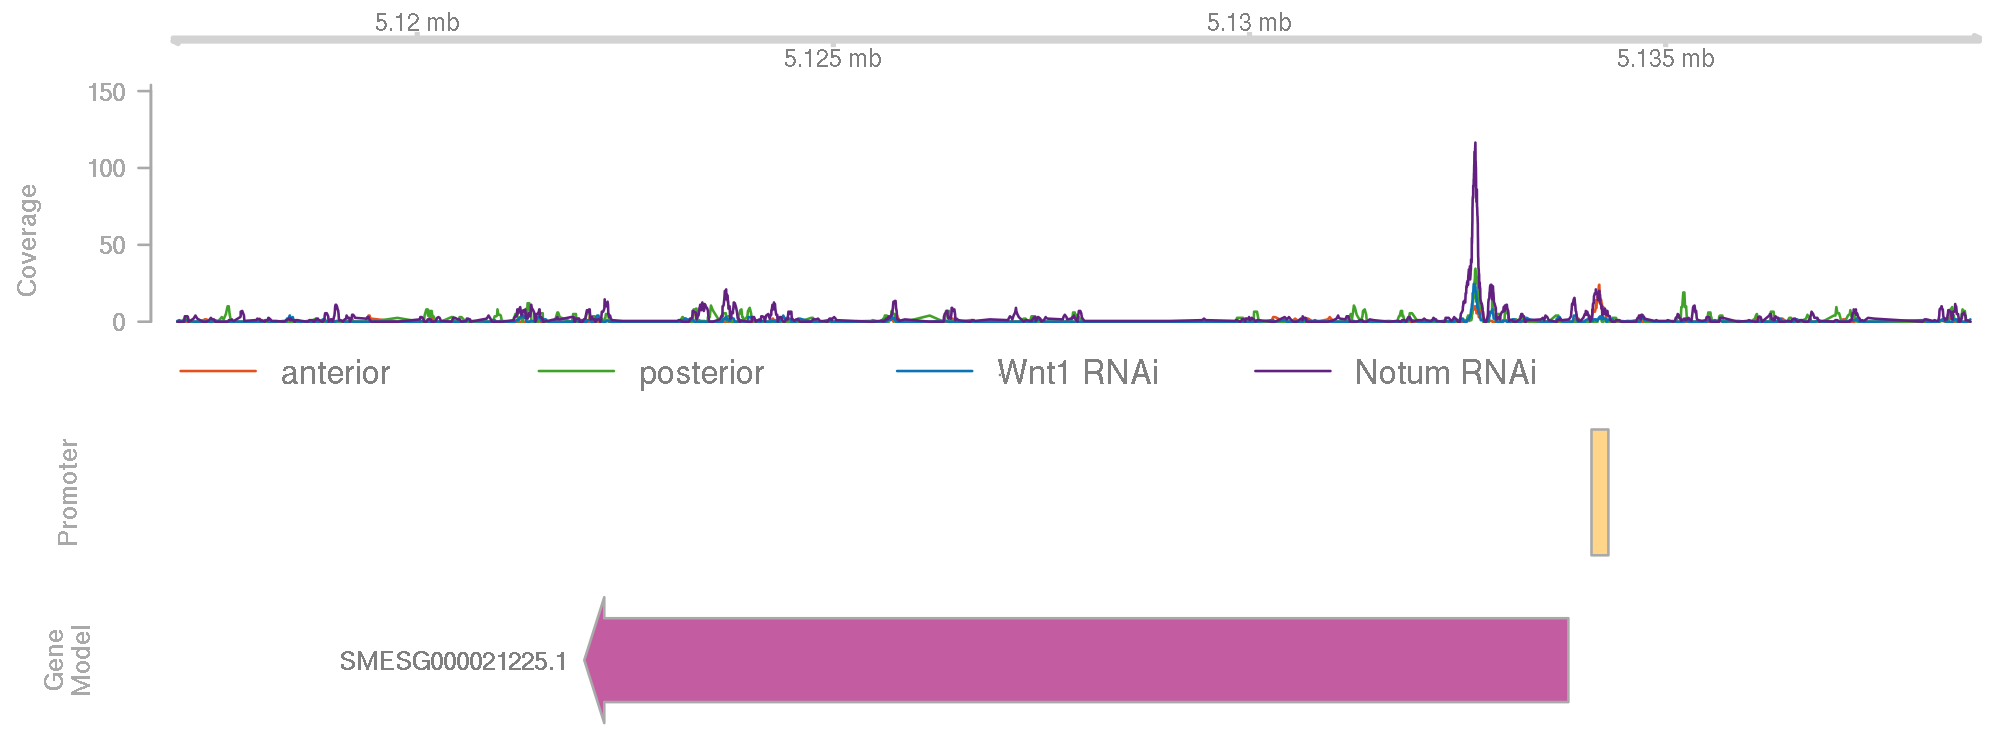 5.12 mb
5.13 mb
5.125 mb
5.135 mb
150
100
50
0
Coverage
anterior
posterior
Wnt1 RNAi
Notum RNAi
Promoter
Gene
Model
SMESG000021225.1